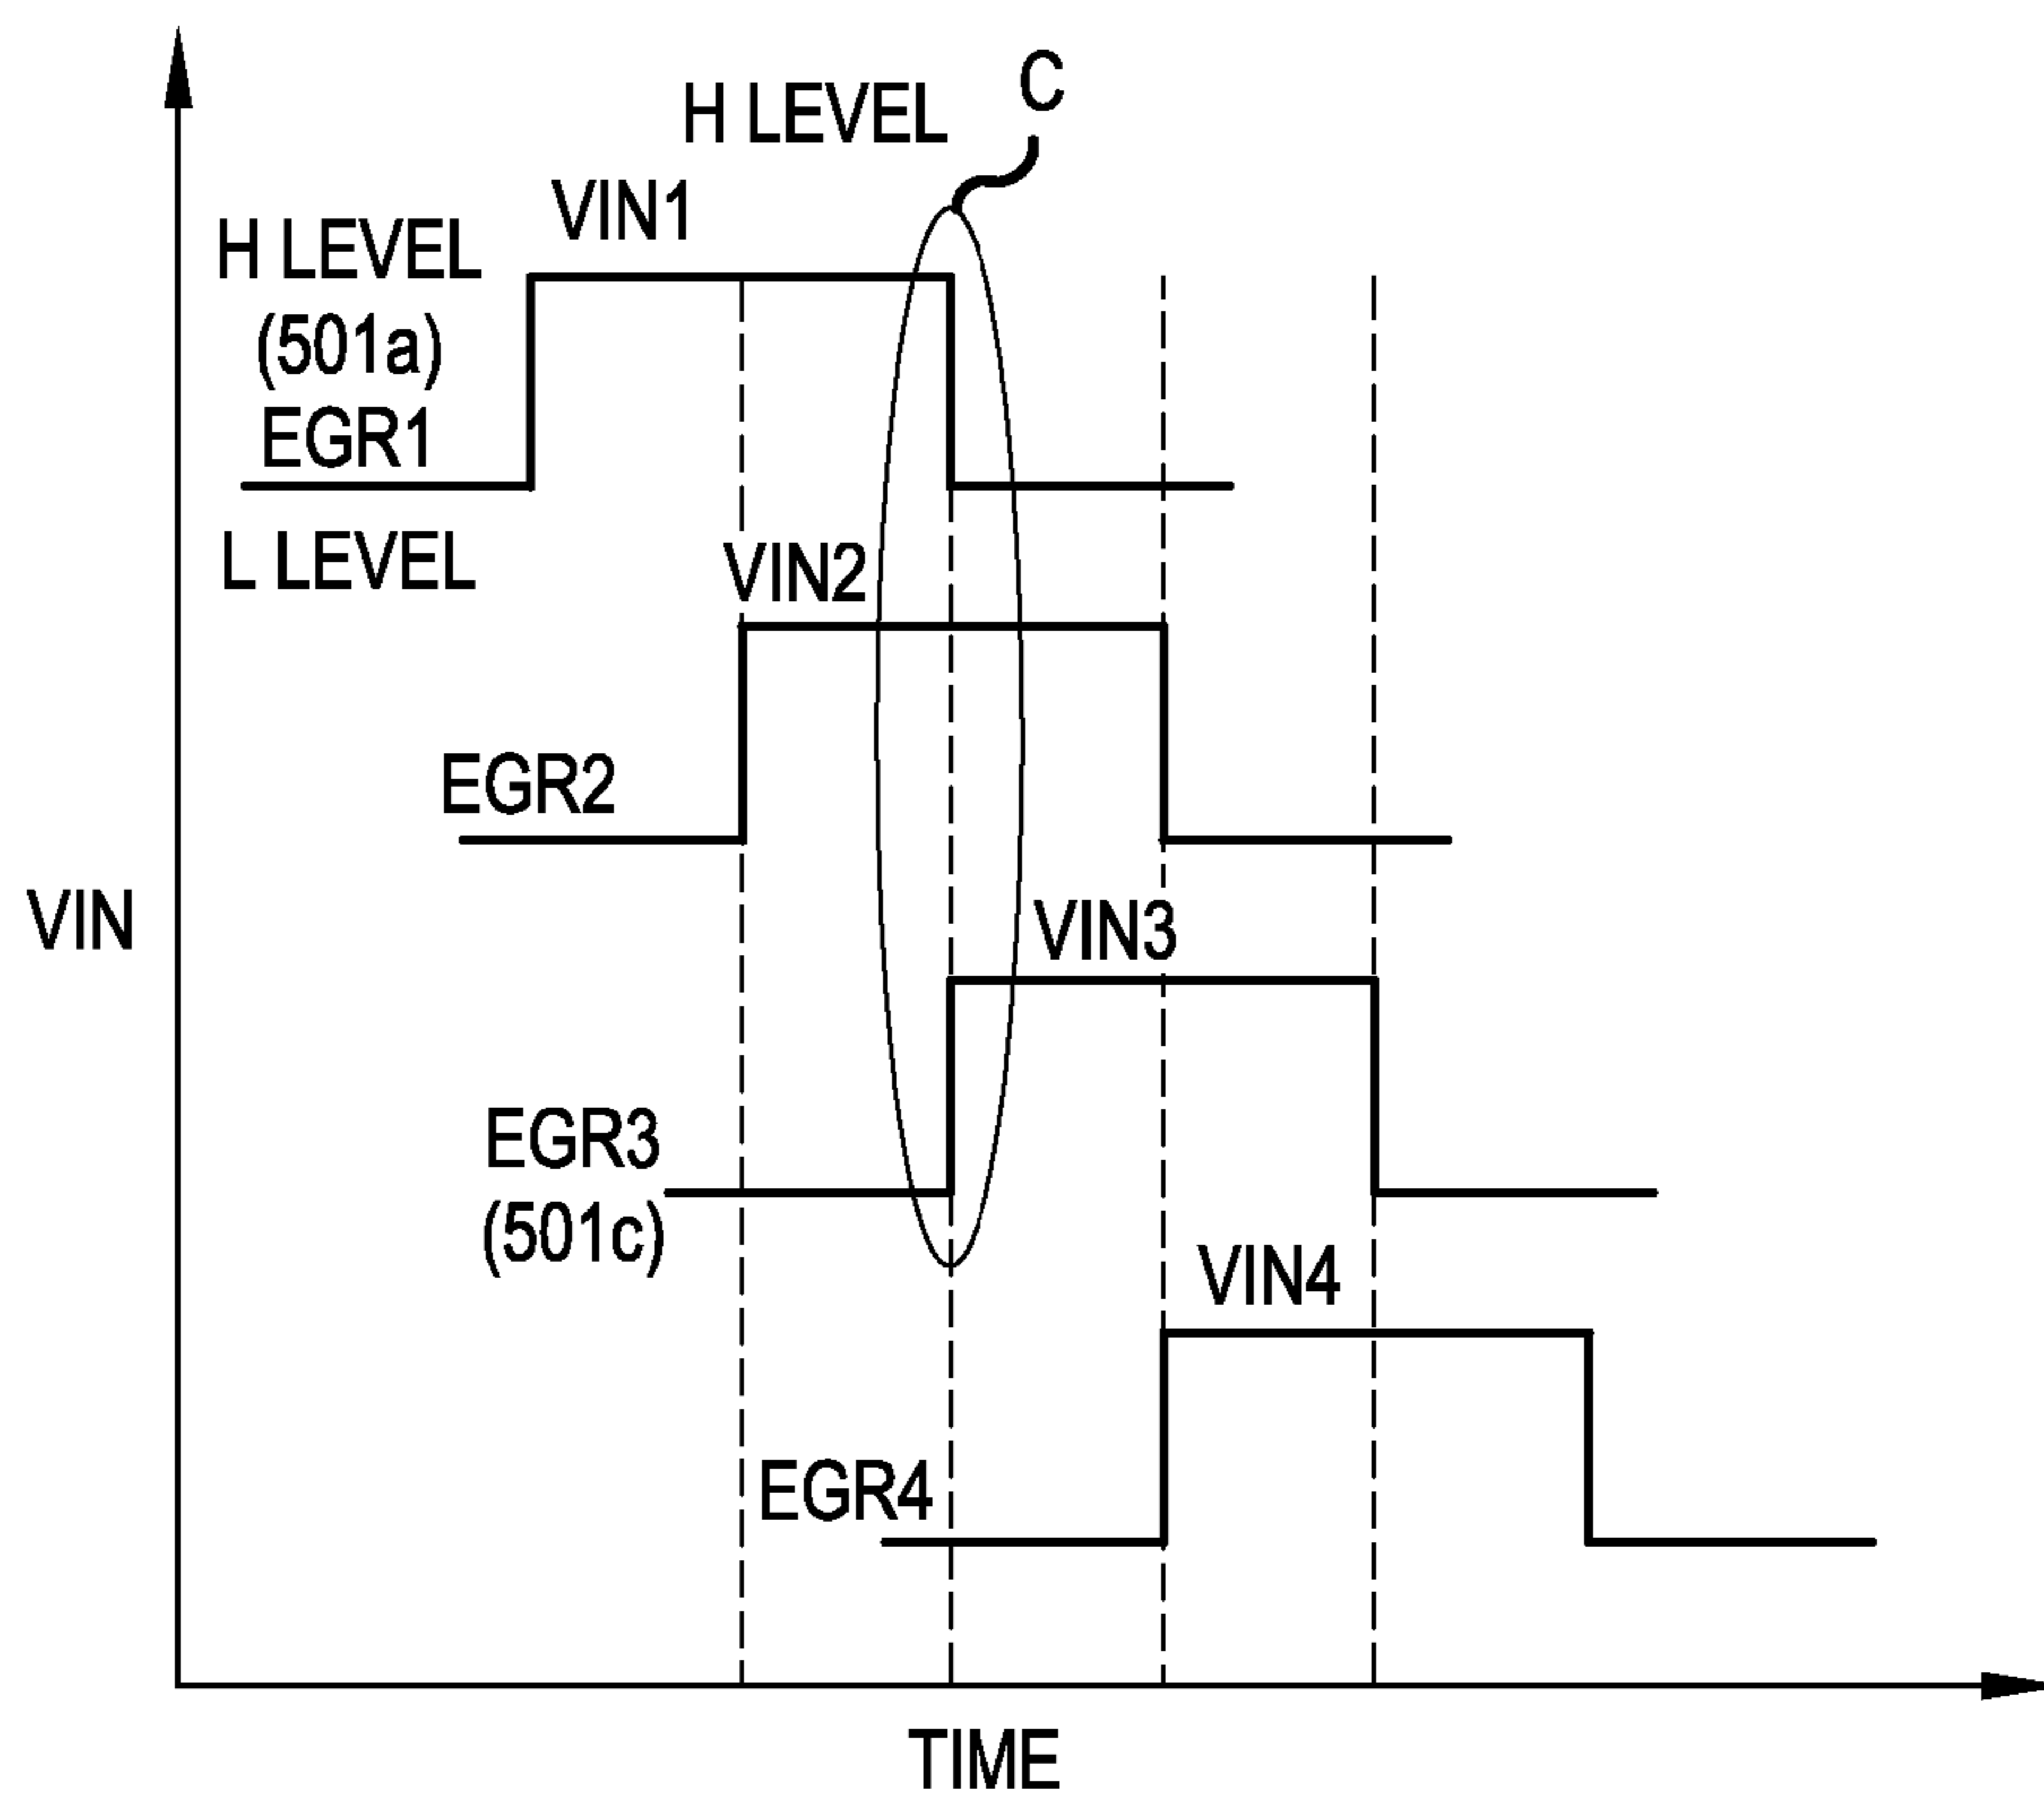 C
H LEVEL
VIN1
H LEVEL
(501a)
EGR1
L LEVEL
VIN2
EGR2
VIN
VIN3
EGR3
(501c)
VIN4
EGR4
TIME